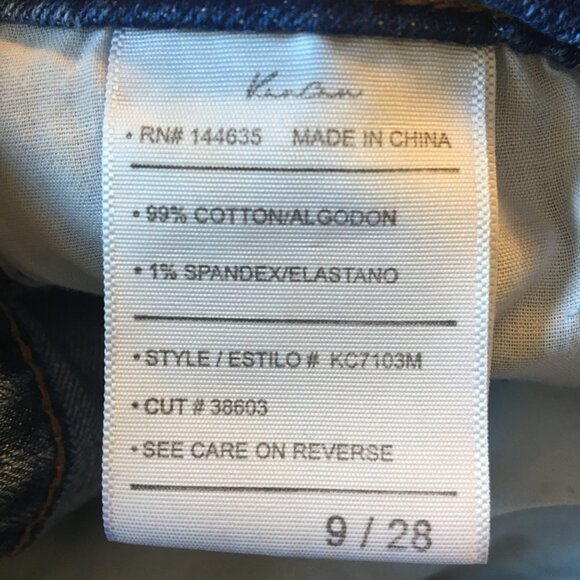 KanCan
• RN# 144635 MADE IN CHINA
• 99% COTTON/ALGODON
• 1% SPANDEX/ELASTANO
• STYLE / ESTILO # KC7103M
• CUT # 38603
• SEE CARE ON REVERSE
9 / 28